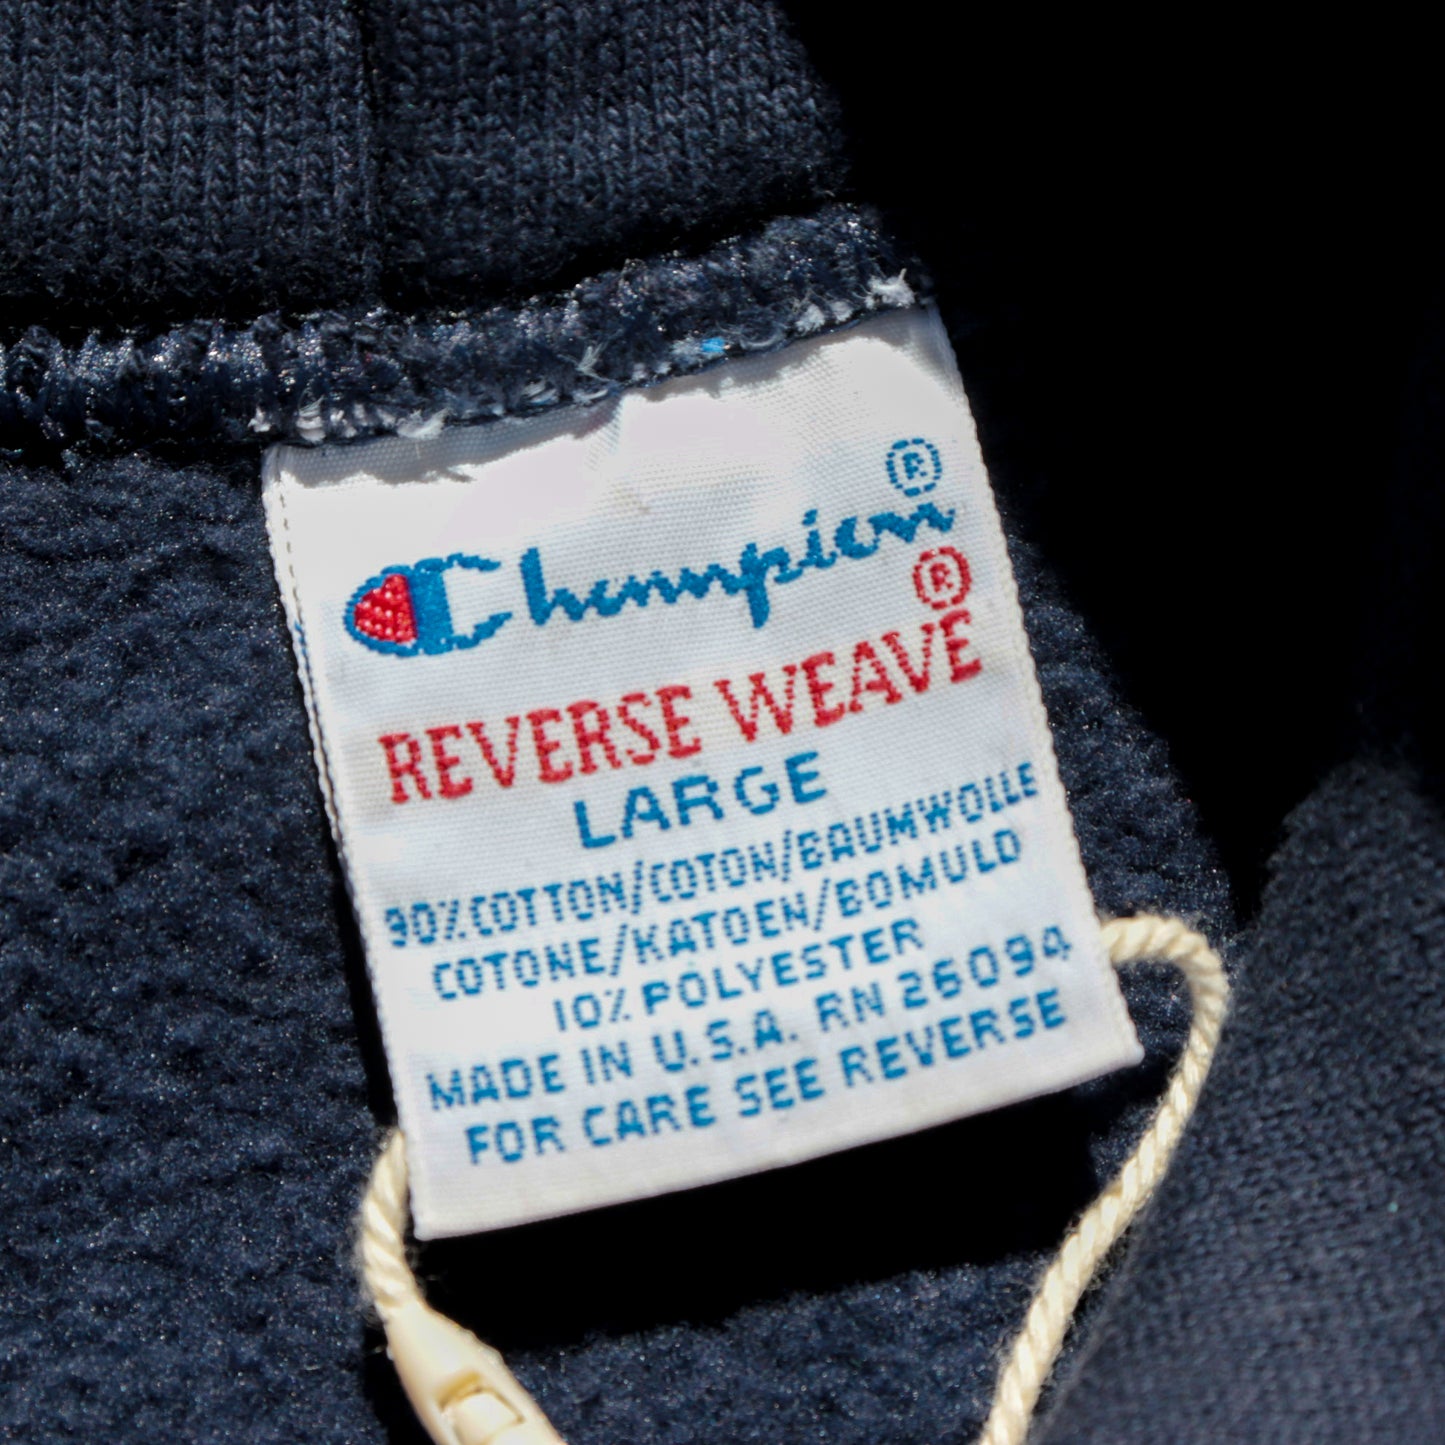 ®
Champion
®
REVERSE WEAVE
LARGE
90% COTTON/COTON/BAUMWOLLE
COTONE/KATOEN/BOMULD
10% POLYESTER
MADE IN U.S.A. RN 26094
FOR CARE SEE REVERSE